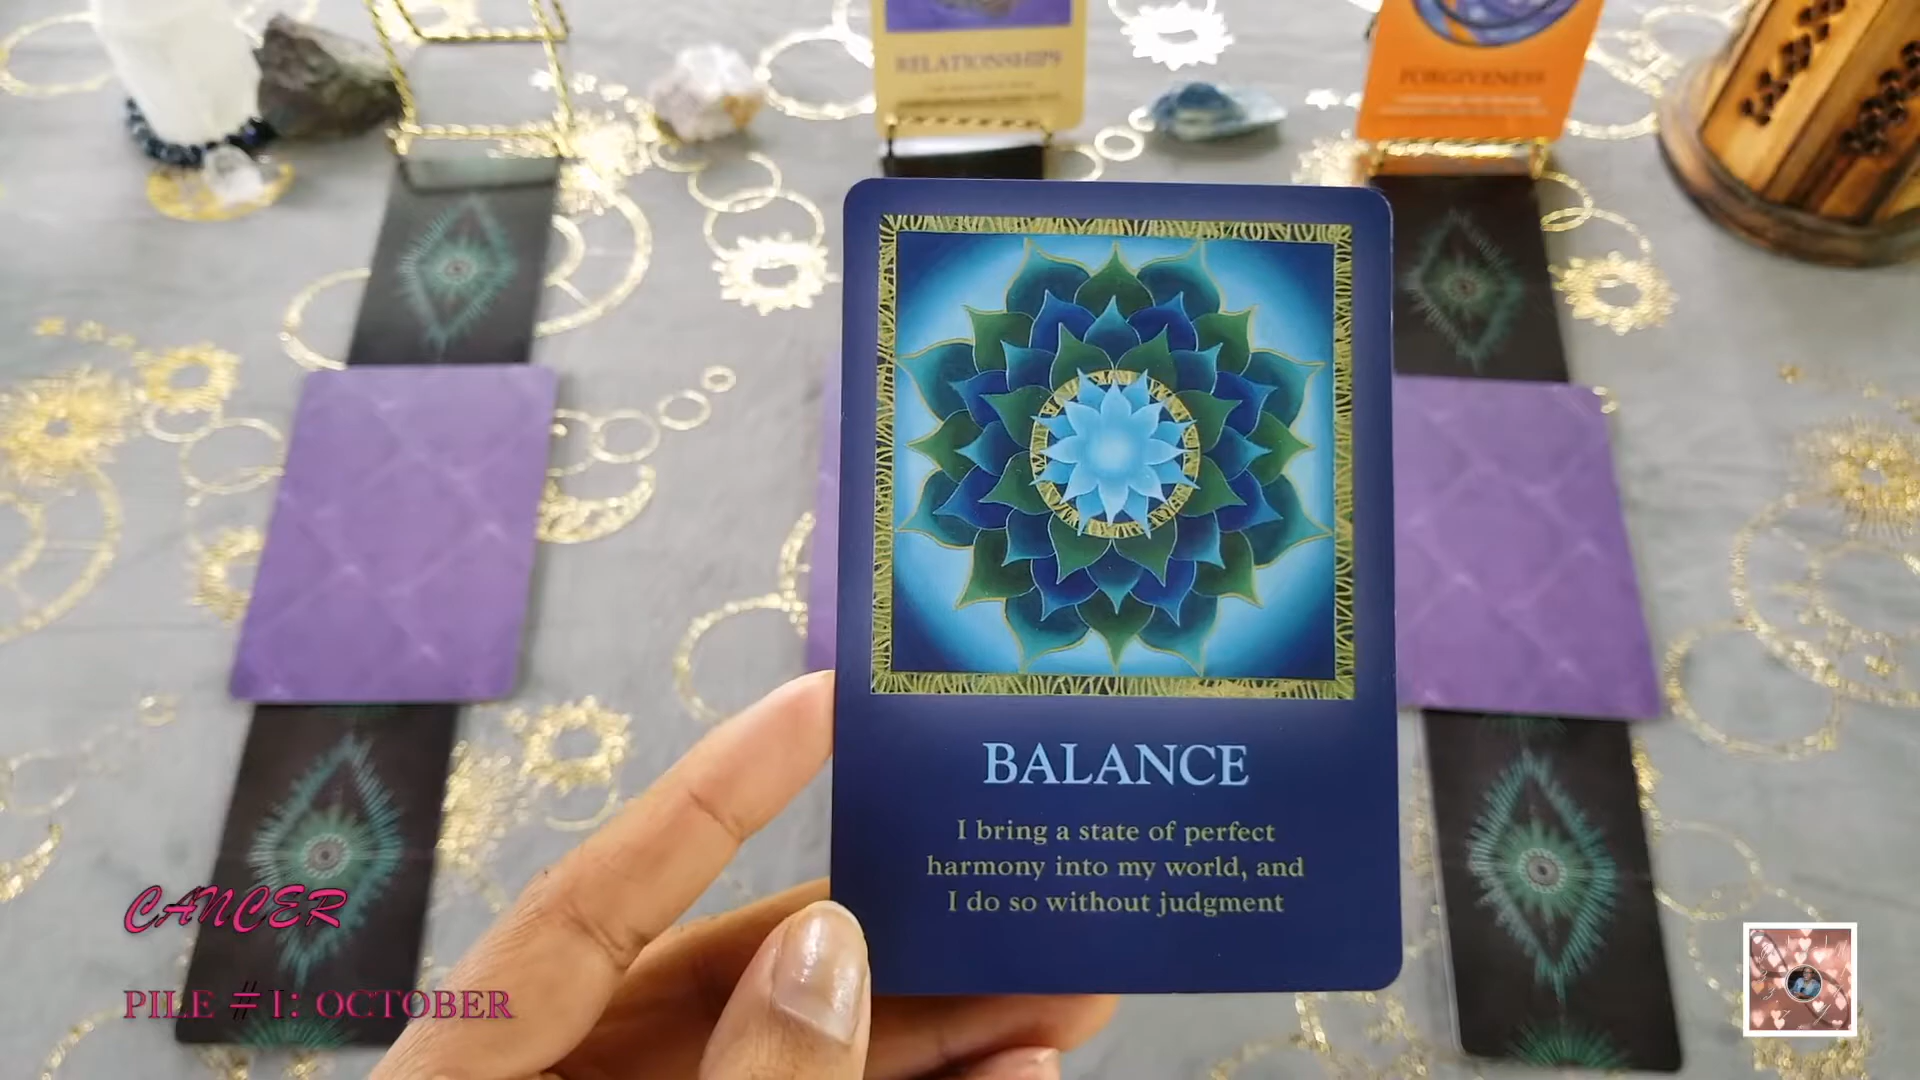 RELATIONSHIPS
FORGIVENESS
BALANCE
I bring a state of perfect
harmony into my world, and
I do so without judgment
CANCER
PILE #1: OCTOBER